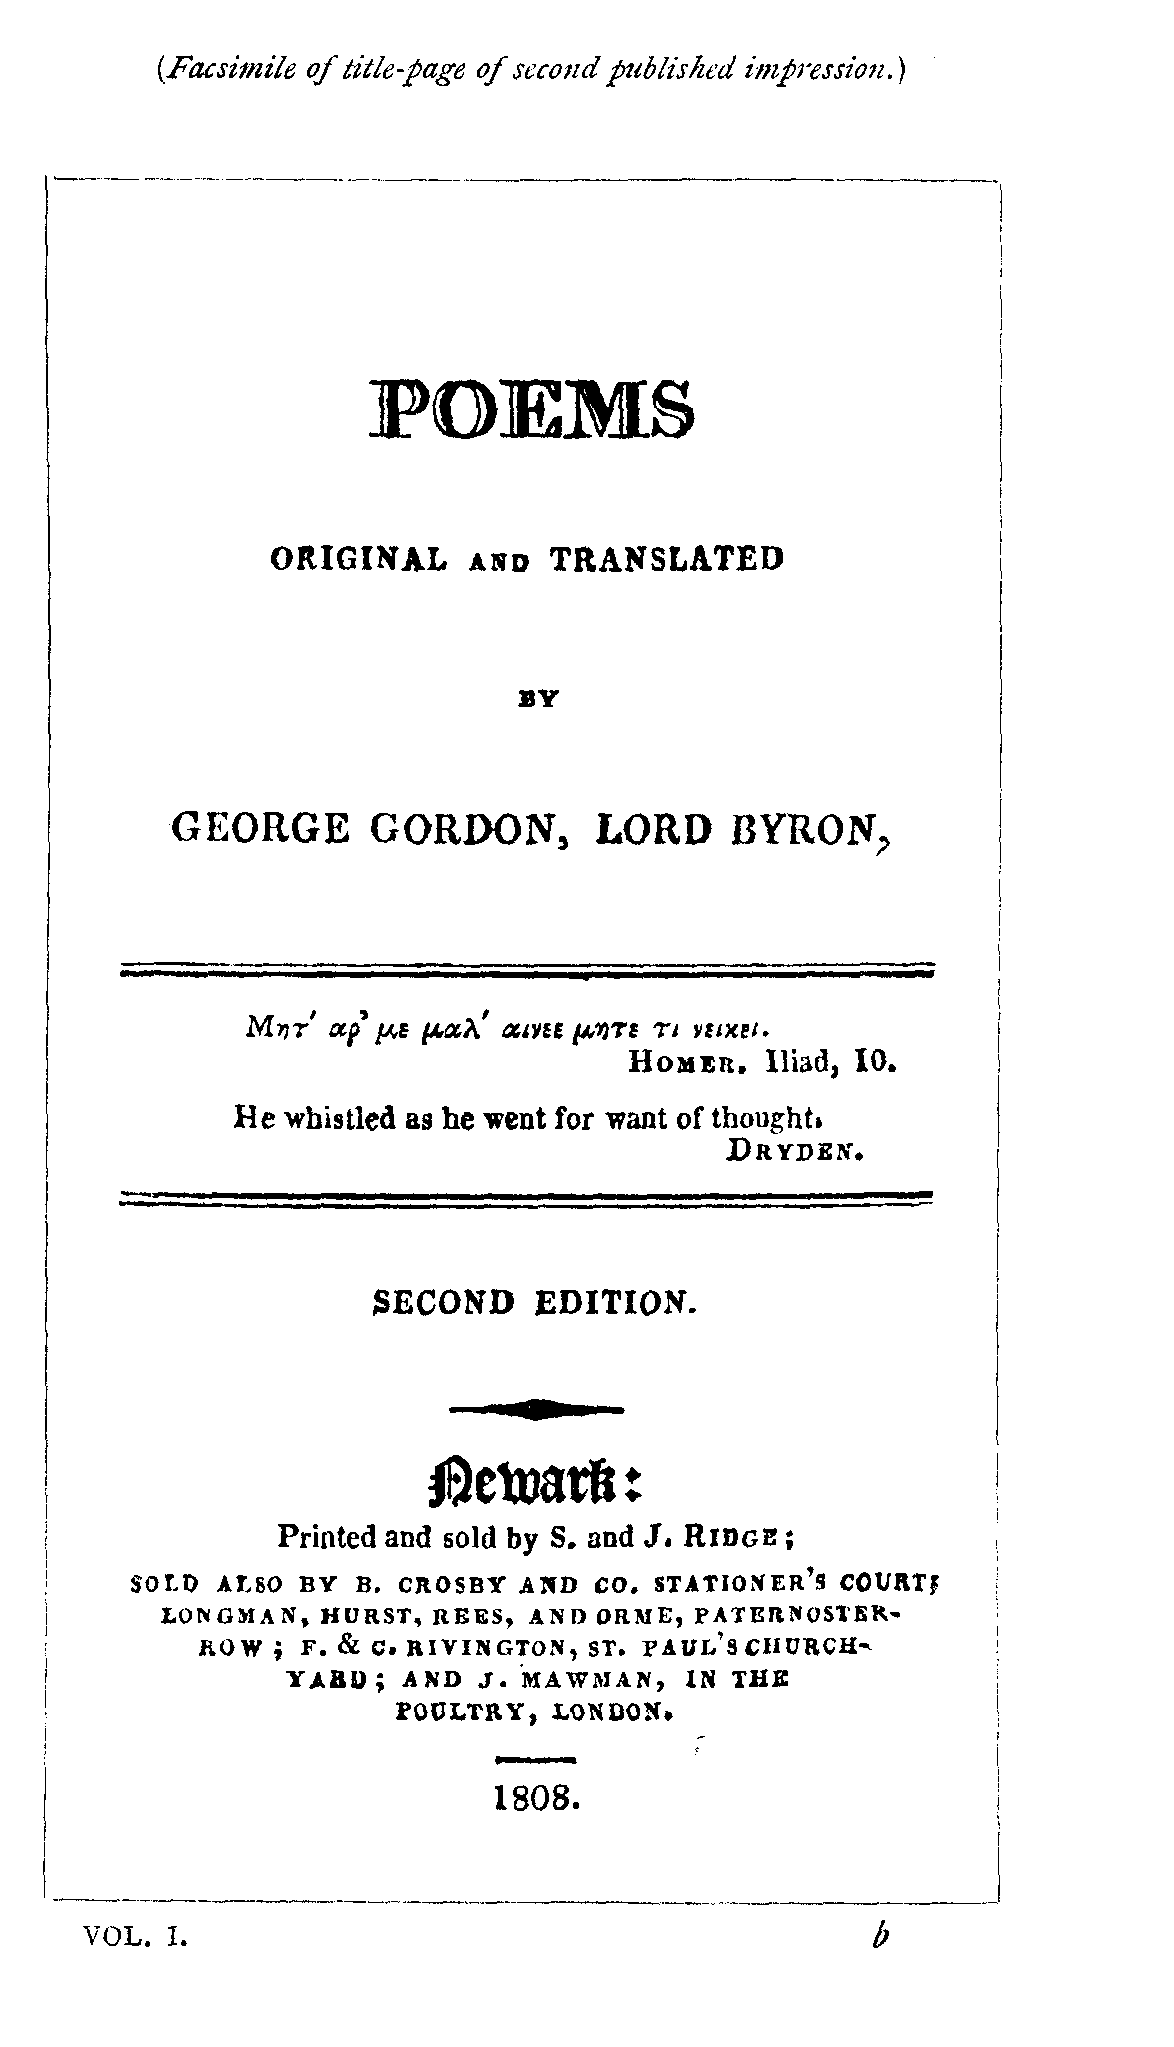 (Facsimile of title-page of second published impression.)
POEMS
ORIGINAL AND TRANSLATED
BY
GEORGE GORDON, LORD BYRON,
Μητ' αρ' με μαλ' αινεε μητε τι νεικει.
HOMER. Iliad, 10.
He whistled as he went for want of thought.
DRYDEN.
SECOND EDITION.
Newark:
Printed and sold by S. and J. RIDGE;
SOLD ALSO BY B. CROSBY AND CO. STATIONER'S COURT;
LONGMAN, HURST, REES, AND ORME, PATERNOSTER-
ROW; F. & C. RIVINGTON, ST. PAUL'S CHURCH-
YARD; AND J. MAWMAN, IN THE
POULTRY, LONDON.
1808.
VOL. I.
b